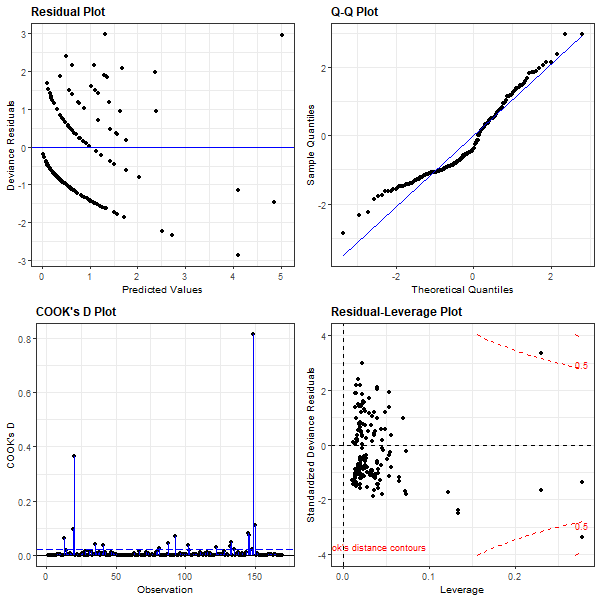 Residual Plot
3
2
1
0
-1
-2
-3
Deviance Residuals
0
1
2
3
4
5
Predicted Values
Q-Q Plot
2
0
-2
Sample Quantiles
-2
0
2
Theoretical Quantiles
COOK's D Plot
0.8
0.6
0.4
0.2
0.0
COOK's D
0
50
100
150
Observation
Residual-Leverage Plot
4
2
0
-2
-4
Standardized Deviance Residuals
0.5
0.5
ok's distance contours
0.0
0.1
0.2
Leverage